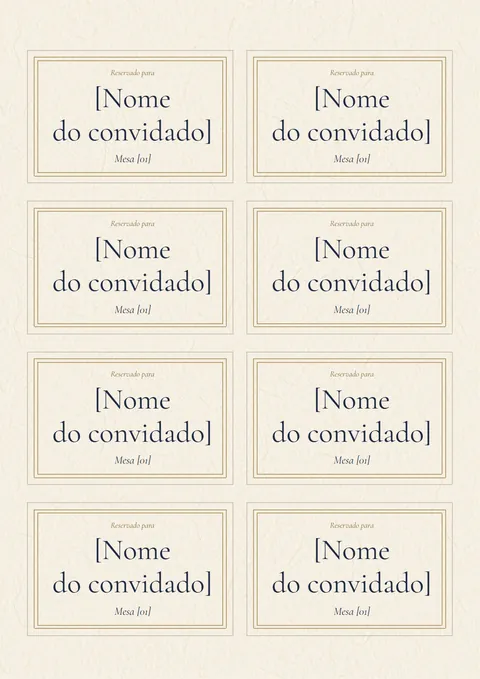 Reservado para
[Nome
do convidado]
Mesa [01]
Reservado para
[Nome
do convidado]
Mesa [01]
Reservado para
[Nome
do convidado]
Mesa [01]
Reservado para
[Nome
do convidado]
Mesa [01]
Reservado para
[Nome
do convidado]
Mesa [01]
Reservado para
[Nome
do convidado]
Mesa [01]
Reservado para
[Nome
do convidado]
Mesa [01]
Reservado para
[Nome
do convidado]
Mesa [01]